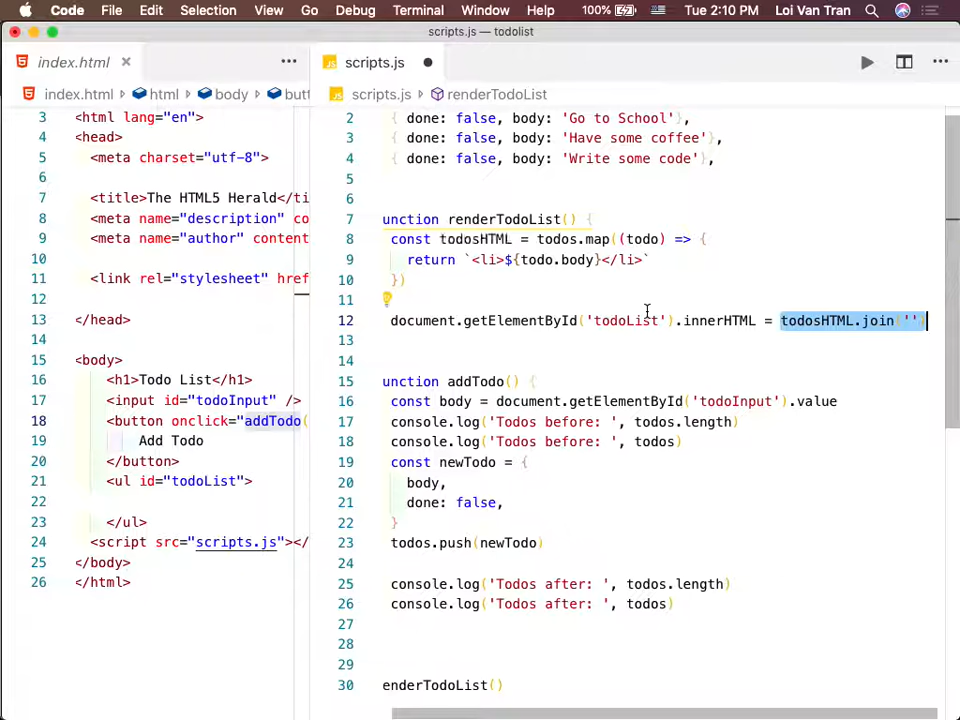 Code File Edit Selection View Go Debug Terminal Window Help 100% Tue 2:10 PM Loi Van Tran
scripts.js — todolist
index.html
scripts.js
index.html html body butt
scripts.js renderTodoList
3 <html lang="en">
4 <head>
5 <meta charset="utf-8">
6
7 <title>The HTML5 Herald</ti
8 <meta name="description" co
9 <meta name="author" content
10
11 <link rel="stylesheet" href
12
13 </head>
14
15 <body>
16 <h1>Todo List</h1>
17 <input id="todoInput" />
18 <button onclick="addTodo(
19 Add Todo
20 </button>
21 <ul id="todoList">
22
23 </ul>
24 <script src="scripts.js"></
25 </body>
26 </html>
2 { done: false, body: 'Go to School'},
3 { done: false, body: 'Have some coffee'},
4 { done: false, body: 'Write some code'},
5
6
7 unction renderTodoList() {
8 const todosHTML = todos.map((todo) => {
9 return `<li>${todo.body}</li>`
10 })
11
12 document.getElementById('todoList').innerHTML = todosHTML.join('')
13
14
15 unction addTodo() {
16 const body = document.getElementById('todoInput').value
17 console.log('Todos before: ', todos.length)
18 console.log('Todos before: ', todos)
19 const newTodo = {
20 body,
21 done: false,
22 }
23 todos.push(newTodo)
24
25 console.log('Todos after: ', todos.length)
26 console.log('Todos after: ', todos)
27
28
29
30 enderTodoList()